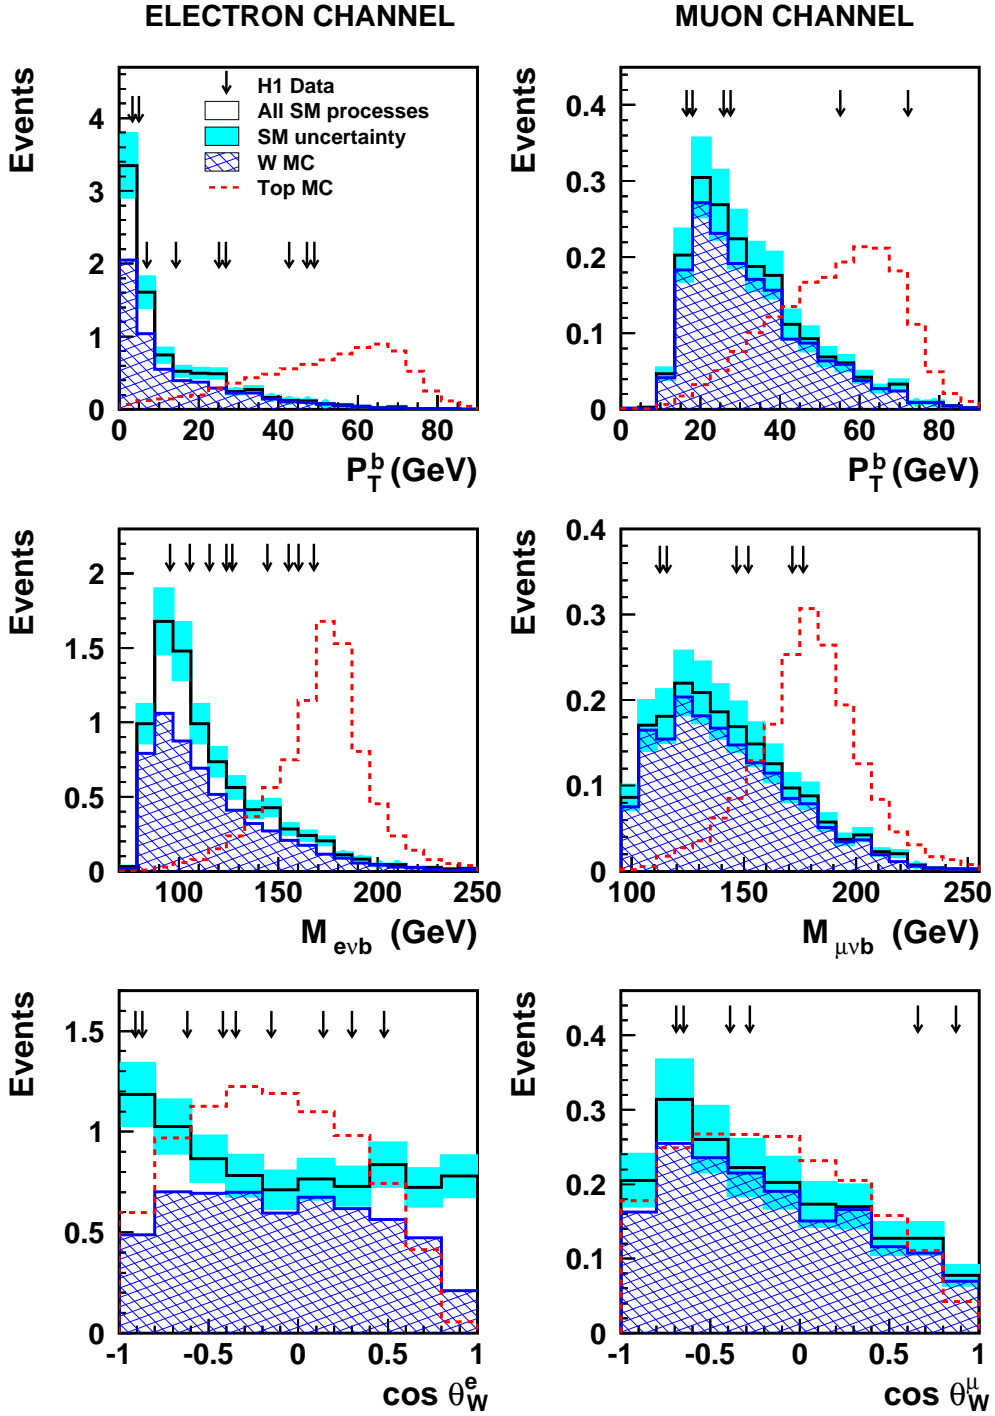 ELECTRON CHANNEL MUON CHANNEL
Events
4
3
2
1
0
0 20 40 60 80
P_T^b (GeV)
H1 Data
All SM processes
SM uncertainty
W MC
Top MC
Events
0.4
0.3
0.2
0.1
0
0 20 40 60 80
P_T^b (GeV)
Events
2
1.5
1
0.5
0
100 150 200 250
M_eνb (GeV)
Events
0.4
0.3
0.2
0.1
0
100 150 200 250
M_μνb (GeV)
Events
1.5
1
0.5
0
-1 -0.5 0 0.5 1
cos θ_W^e
Events
0.4
0.3
0.2
0.1
0
-1 -0.5 0 0.5 1
cos θ_W^μ